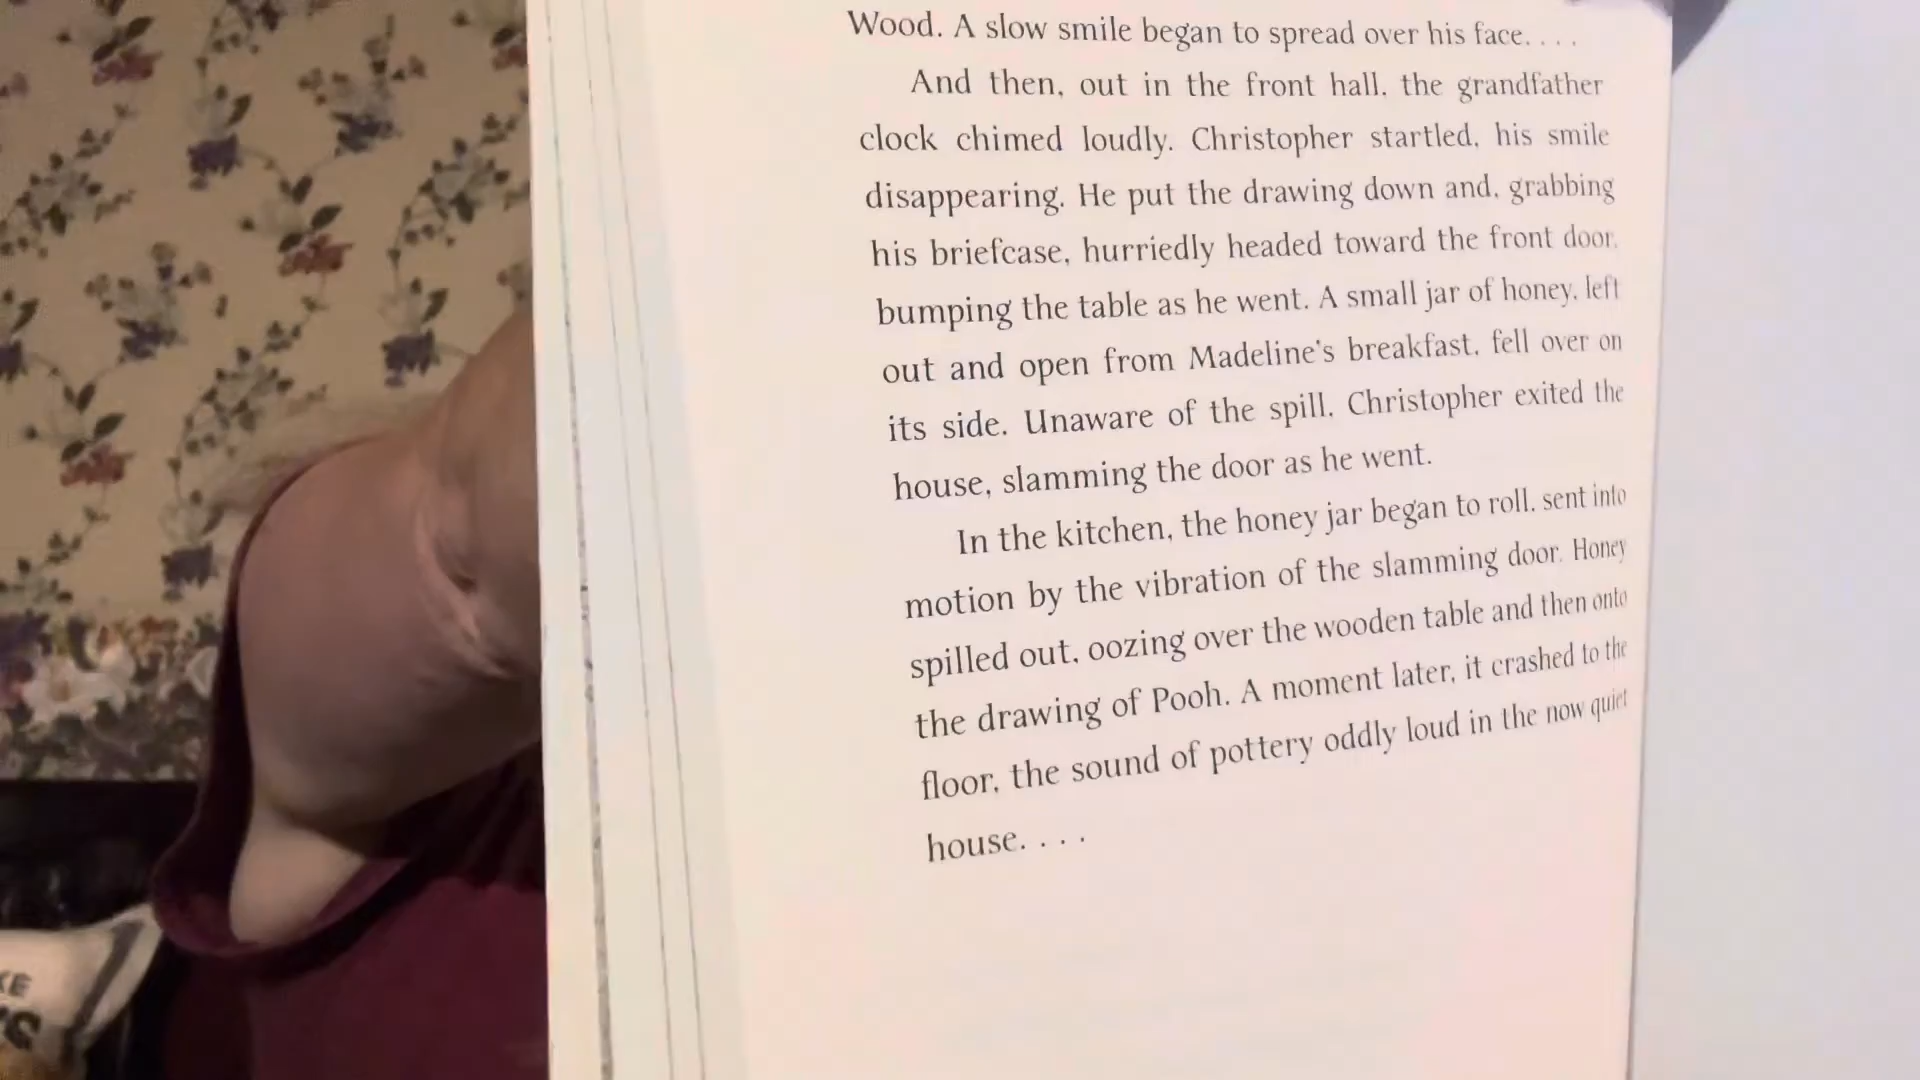 Wood. A slow smile began to spread over his face. . . .
And then, out in the front hall, the grandfather
clock chimed loudly. Christopher startled, his smile
disappearing. He put the drawing down and, grabbing
his briefcase, hurriedly headed toward the front door,
bumping the table as he went. A small jar of honey, left
out and open from Madeline's breakfast, fell over on
its side. Unaware of the spill, Christopher exited the
house, slamming the door as he went.
In the kitchen, the honey jar began to roll, sent into
motion by the vibration of the slamming door. Honey
spilled out, oozing over the wooden table and then onto
the drawing of Pooh. A moment later, it crashed to the
floor, the sound of pottery oddly loud in the now quiet
house. . . .